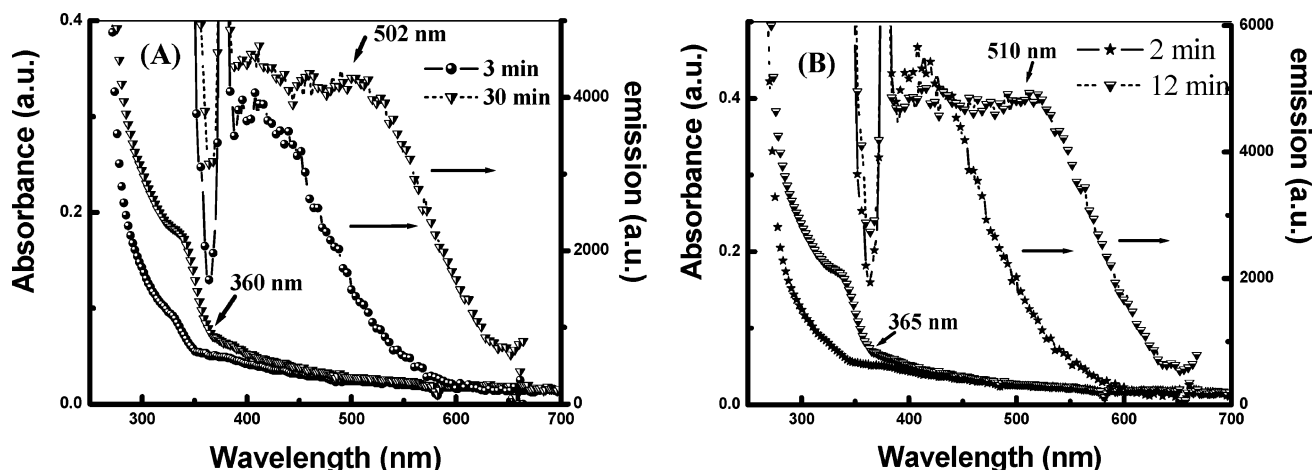 (A)
502 nm
3 min
30 min
360 nm
Absorbance (a.u.)
0.4
0.2
0.0
4000
2000
0
emission (a.u.)
300 400 500 600 700
Wavelength (nm)
(B)
510 nm
2 min
12 min
365 nm
Absorbance (a.u.)
0.4
0.2
0.0
6000
4000
2000
0
emission (a.u.)
300 400 500 600 700
Wavelength (nm)